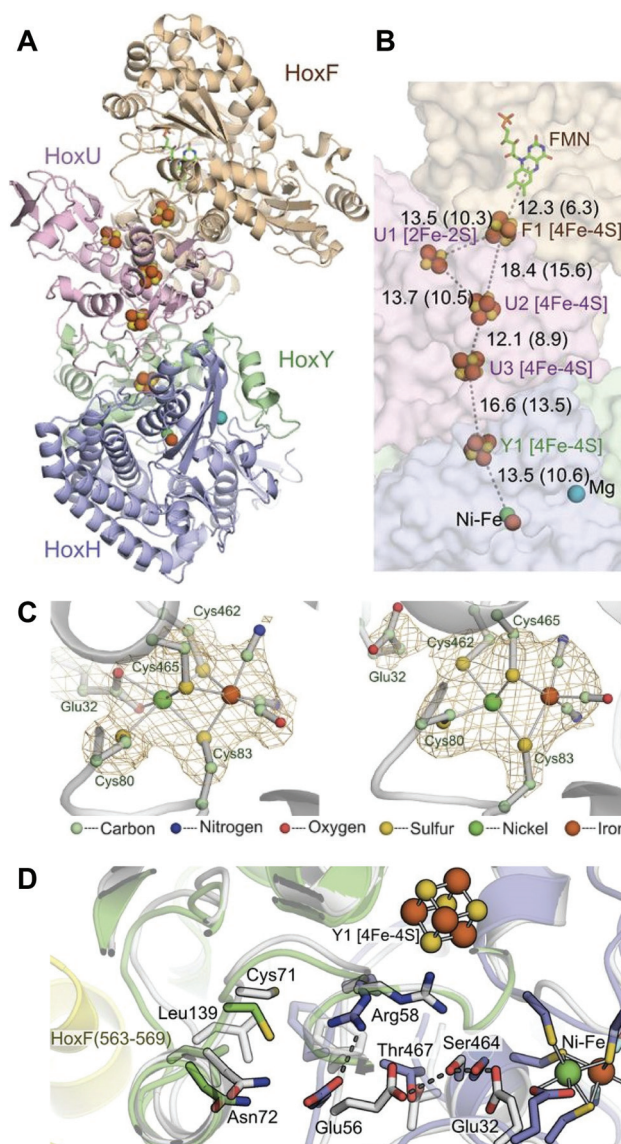 A
HoxF
HoxU
HoxY
HoxH
B
FMN
12.3 (6.3)
13.5 (10.3)
U1 [2Fe-2S]
F1 [4Fe-4S]
18.4 (15.6)
13.7 (10.5)
U2 [4Fe-4S]
12.1 (8.9)
U3 [4Fe-4S]
16.6 (13.5)
Y1 [4Fe-4S]
13.5 (10.6)
Mg
Ni-Fe
C
Cys462
Cys465
Glu32
Cys80
Cys83
Cys462
Cys465
Glu32
Cys80
Cys83
Carbon Nitrogen Oxygen Sulfur Nickel Iron
D
Y1 [4Fe-4S]
Cys71
Leu139
HoxF(563-569)
Arg58
Ser464
Ni-Fe
Thr467
Asn72
Glu56
Glu32